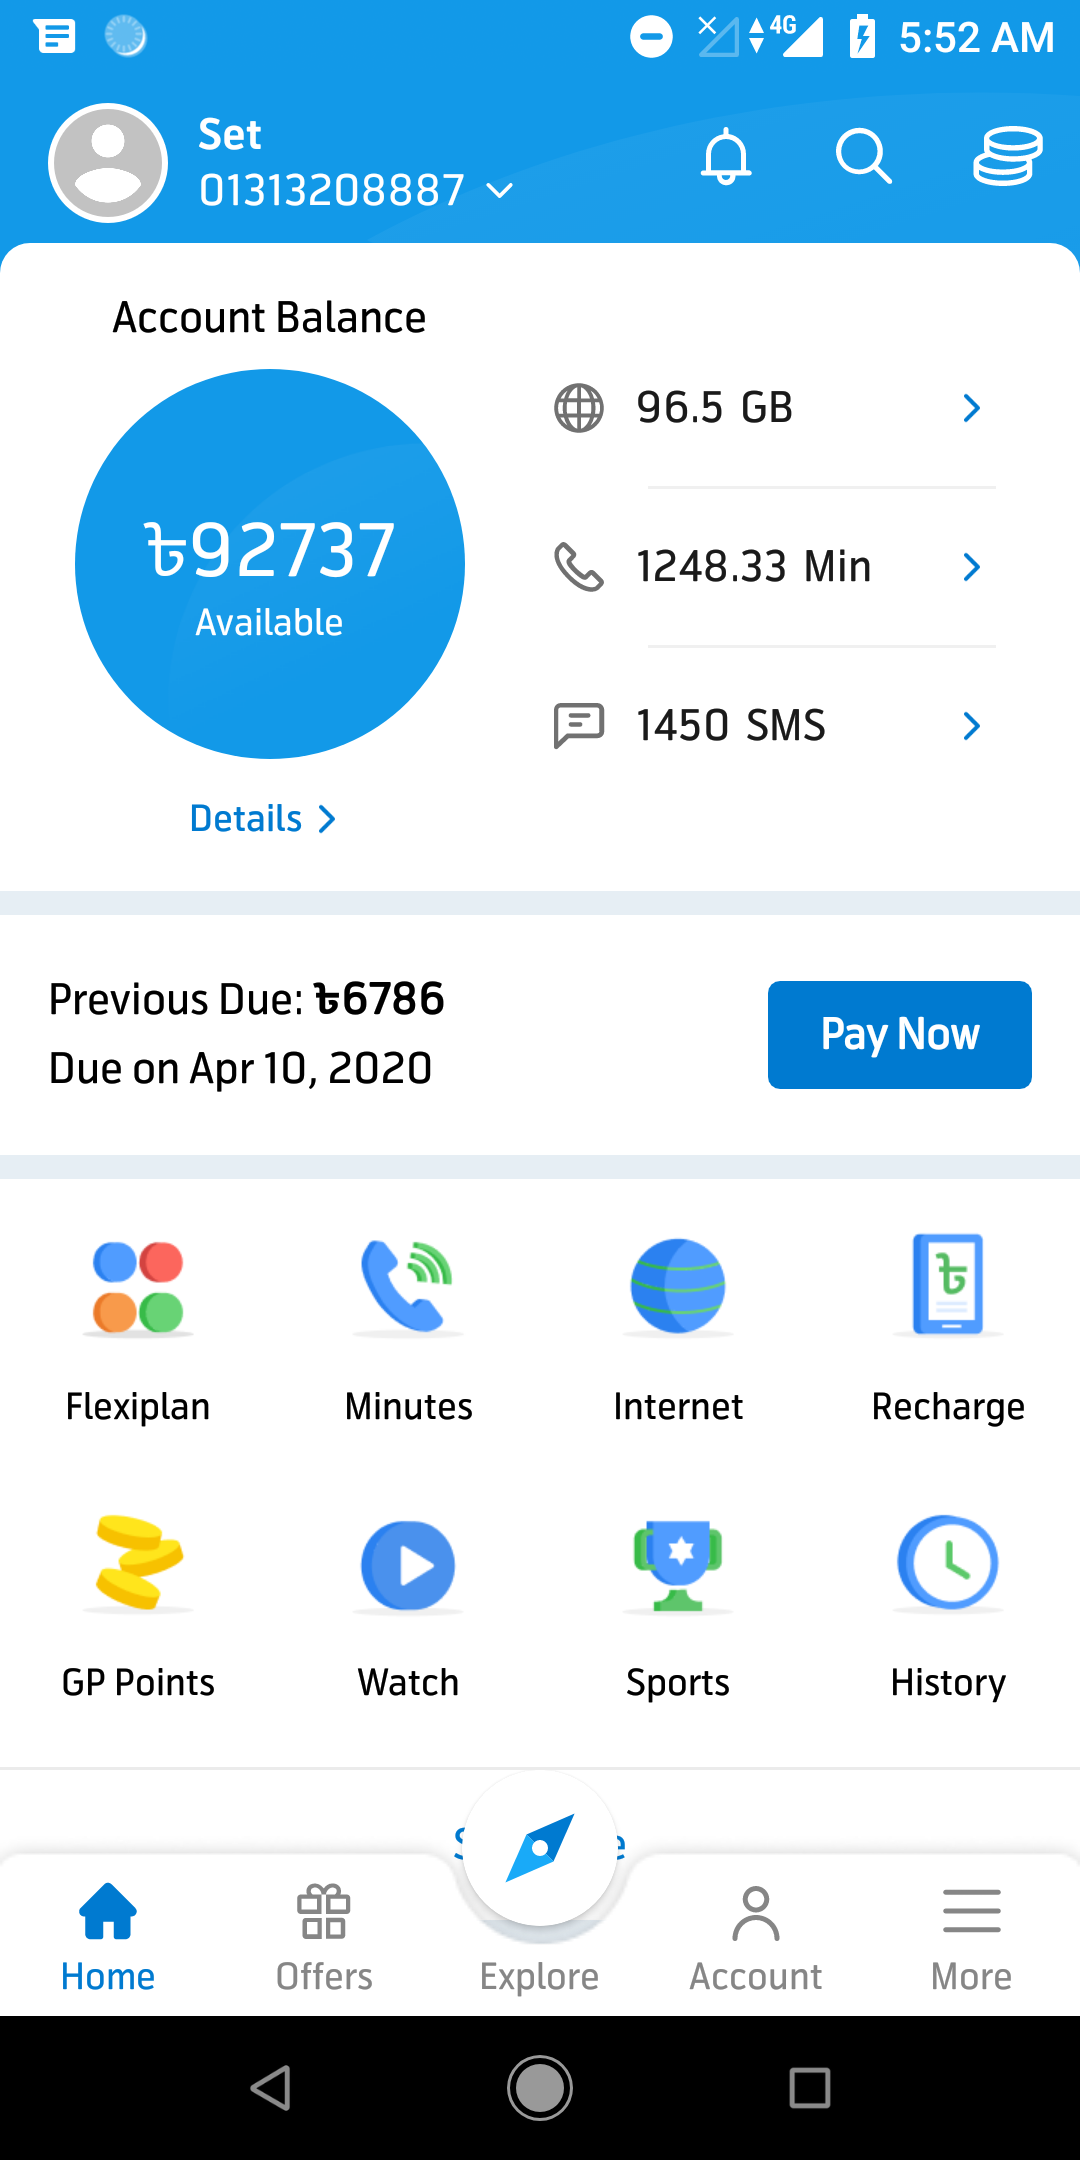 4G 5:52 AM
Set
01313208887
Account Balance
৳92737
Available
Details
96.5 GB
1248.33 Min
1450 SMS
Previous Due: ৳6786
Due on Apr 10, 2020
Pay Now
Flexiplan Minutes Internet Recharge
৳
GP Points Watch Sports History
Home Offers Explore Account More